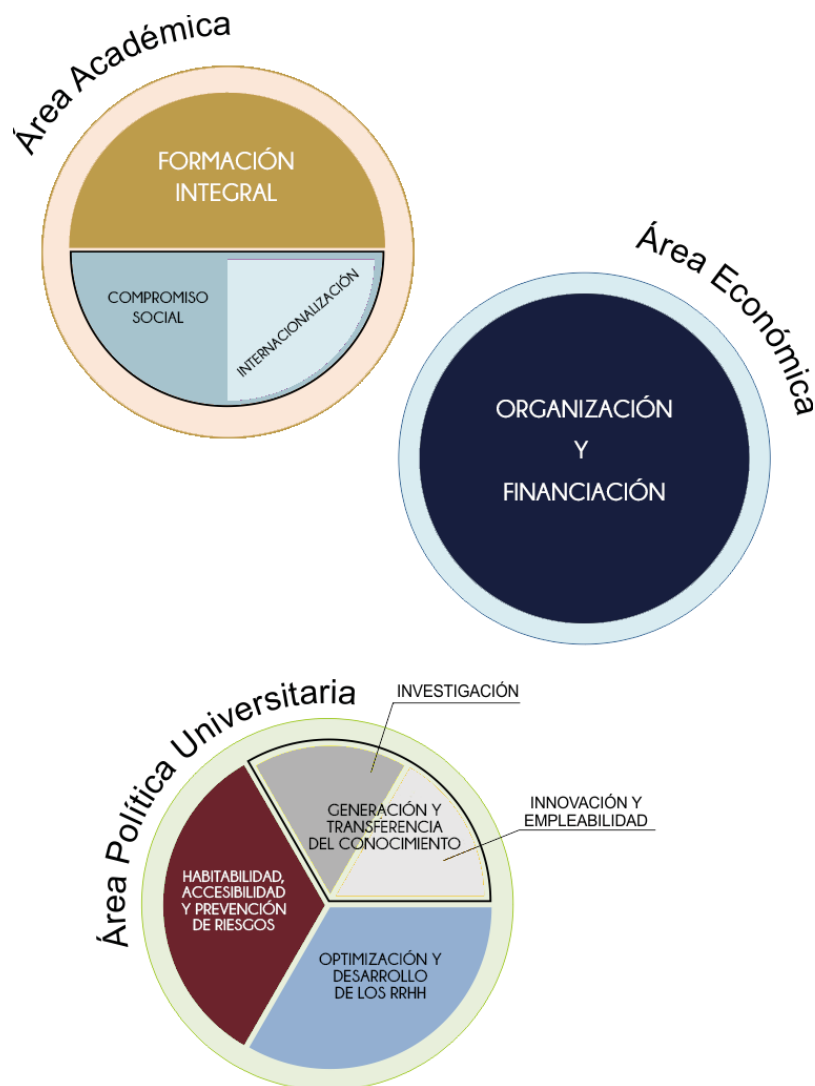 Área Académica
FORMACIÓN
INTEGRAL
COMPROMISO
SOCIAL
INTERNACIONALIZACIÓN
Área Económica
ORGANIZACIÓN
Y
FINANCIACIÓN
Área Política Universitaria
INVESTIGACIÓN
GENERACIÓN Y
TRANSFERENCIA
DEL CONOCIMIENTO
INNOVACIÓN Y
EMPLEABILIDAD
HABITABILIDAD,
ACCESIBILIDAD
Y PREVENCIÓN
DE RIESGOS
OPTIMIZACIÓN Y
DESARROLLO
DE LOS RRHH